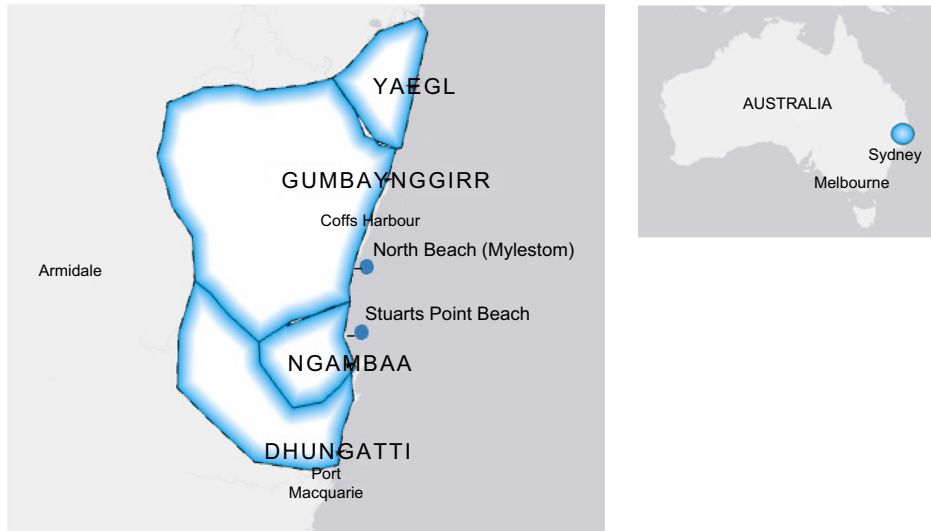 YAEGL
GUMBAYNGGIRR
Coffs Harbour
North Beach (Mylestom)
Armidale
Stuarts Point Beach
NGAMBAA
DHUNGATTI
Port
Macquarie
AUSTRALIA
Sydney
Melbourne